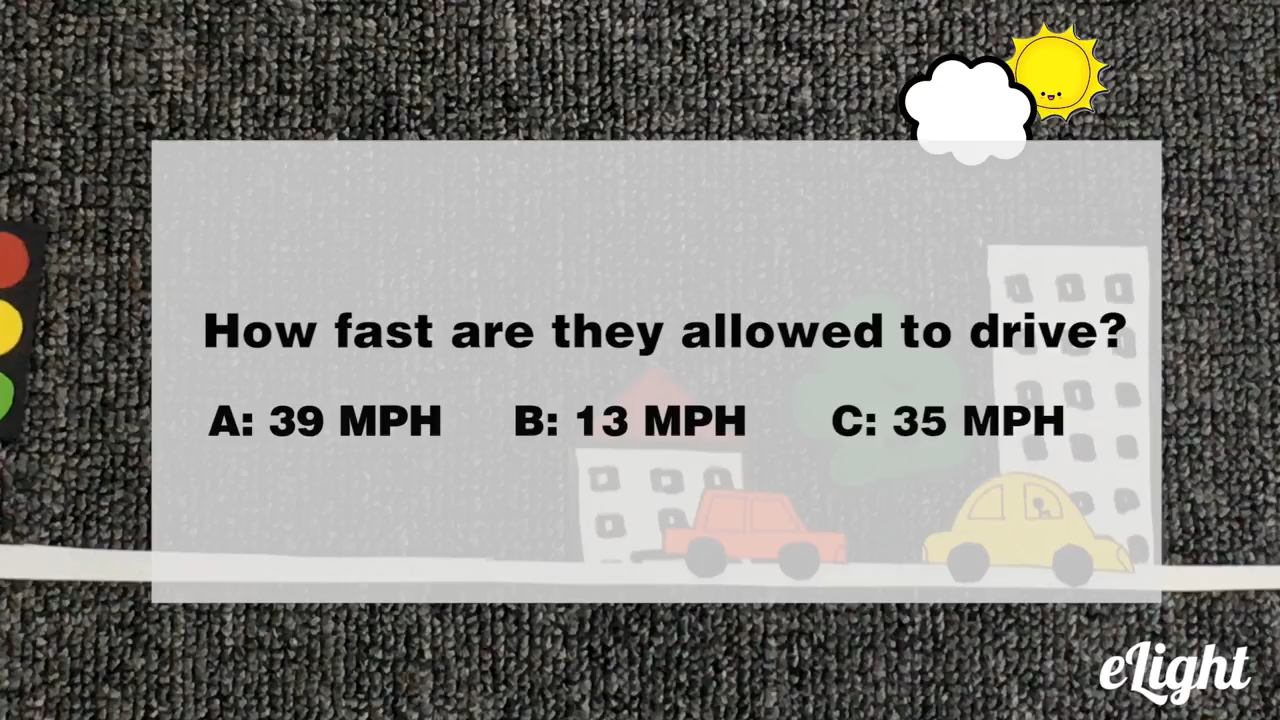 How fast are they allowed to drive?
A: 39 MPH B: 13 MPH C: 35 MPH
eLight